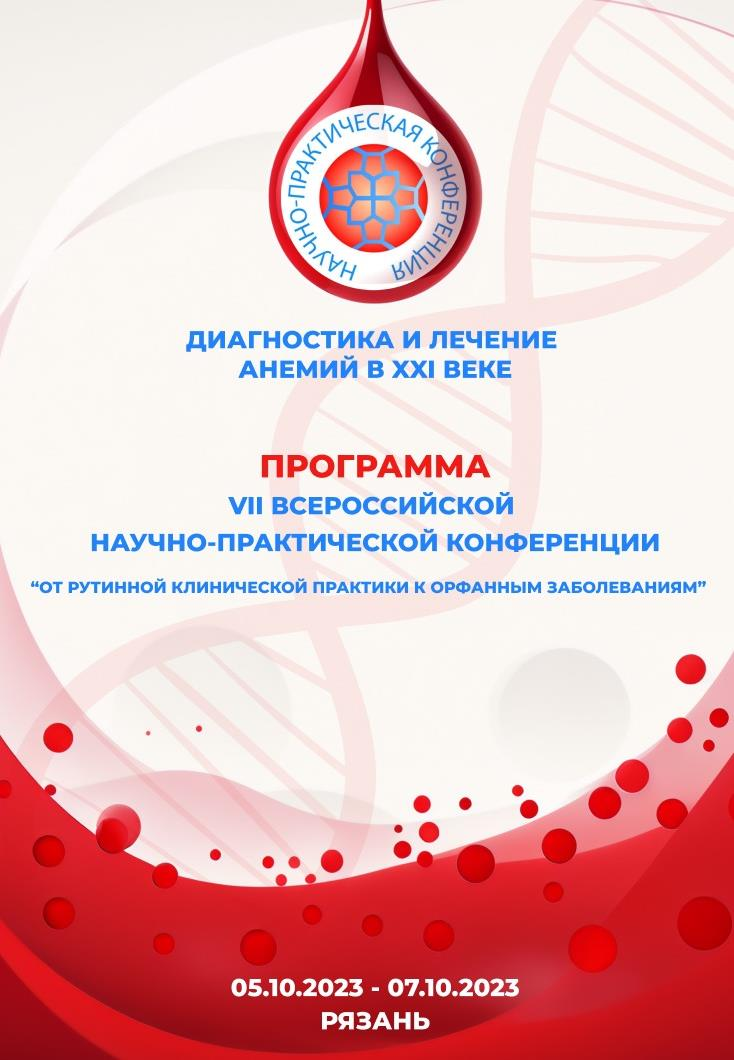 НАУЧНО-ПРАКТИЧЕСКАЯ КОНФЕРЕНЦИЯ
ДИАГНОСТИКА И ЛЕЧЕНИЕ
АНЕМИЙ В XXI ВЕКЕ
ПРОГРАММА
VII ВСЕРОССИЙСКОЙ
НАУЧНО-ПРАКТИЧЕСКОЙ КОНФЕРЕНЦИИ
“ОТ РУТИННОЙ КЛИНИЧЕСКОЙ ПРАКТИКИ К ОРФАННЫМ ЗАБОЛЕВАНИЯМ”
05.10.2023 - 07.10.2023
РЯЗАНЬ